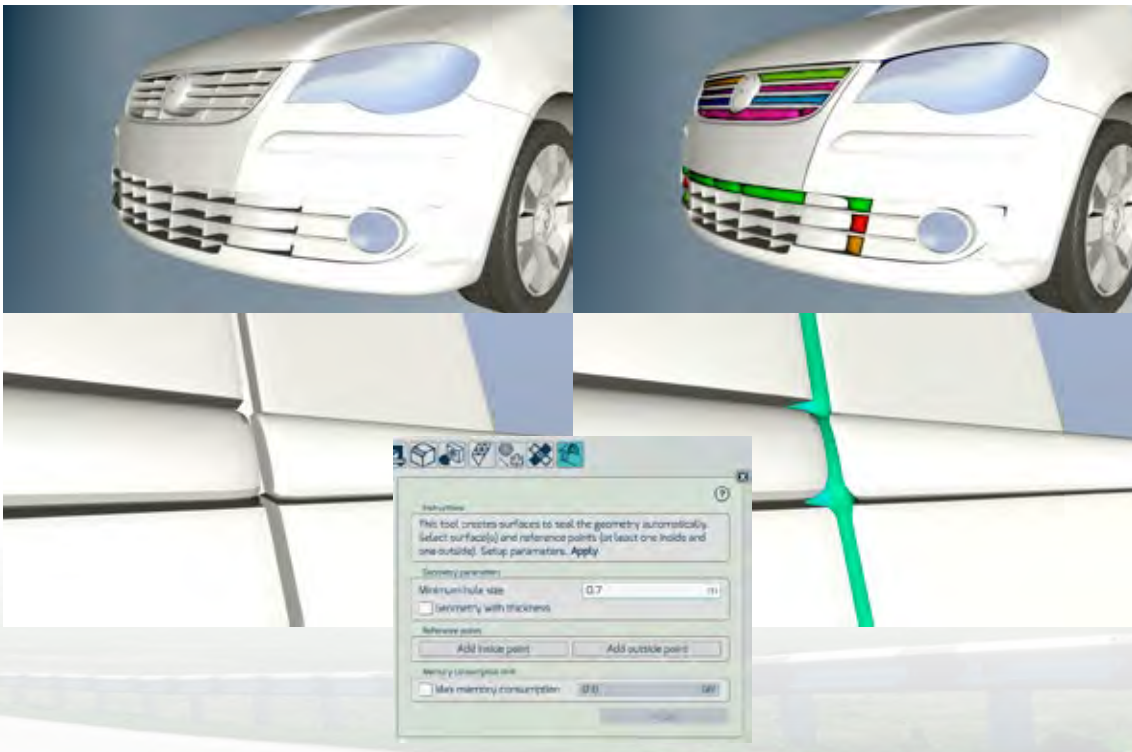 ?
Instructions
This tool creates surfaces to seal the geometry automatically.
Select surface(s) and reference points (at least one inside and
one outside). Setup parameters. Apply
Geometry parameters
Minimum hole size 0.7 m
Geometry with thickness
Reference points
Add inside point Add outside point
Memory consumption limit
Max memory consumption